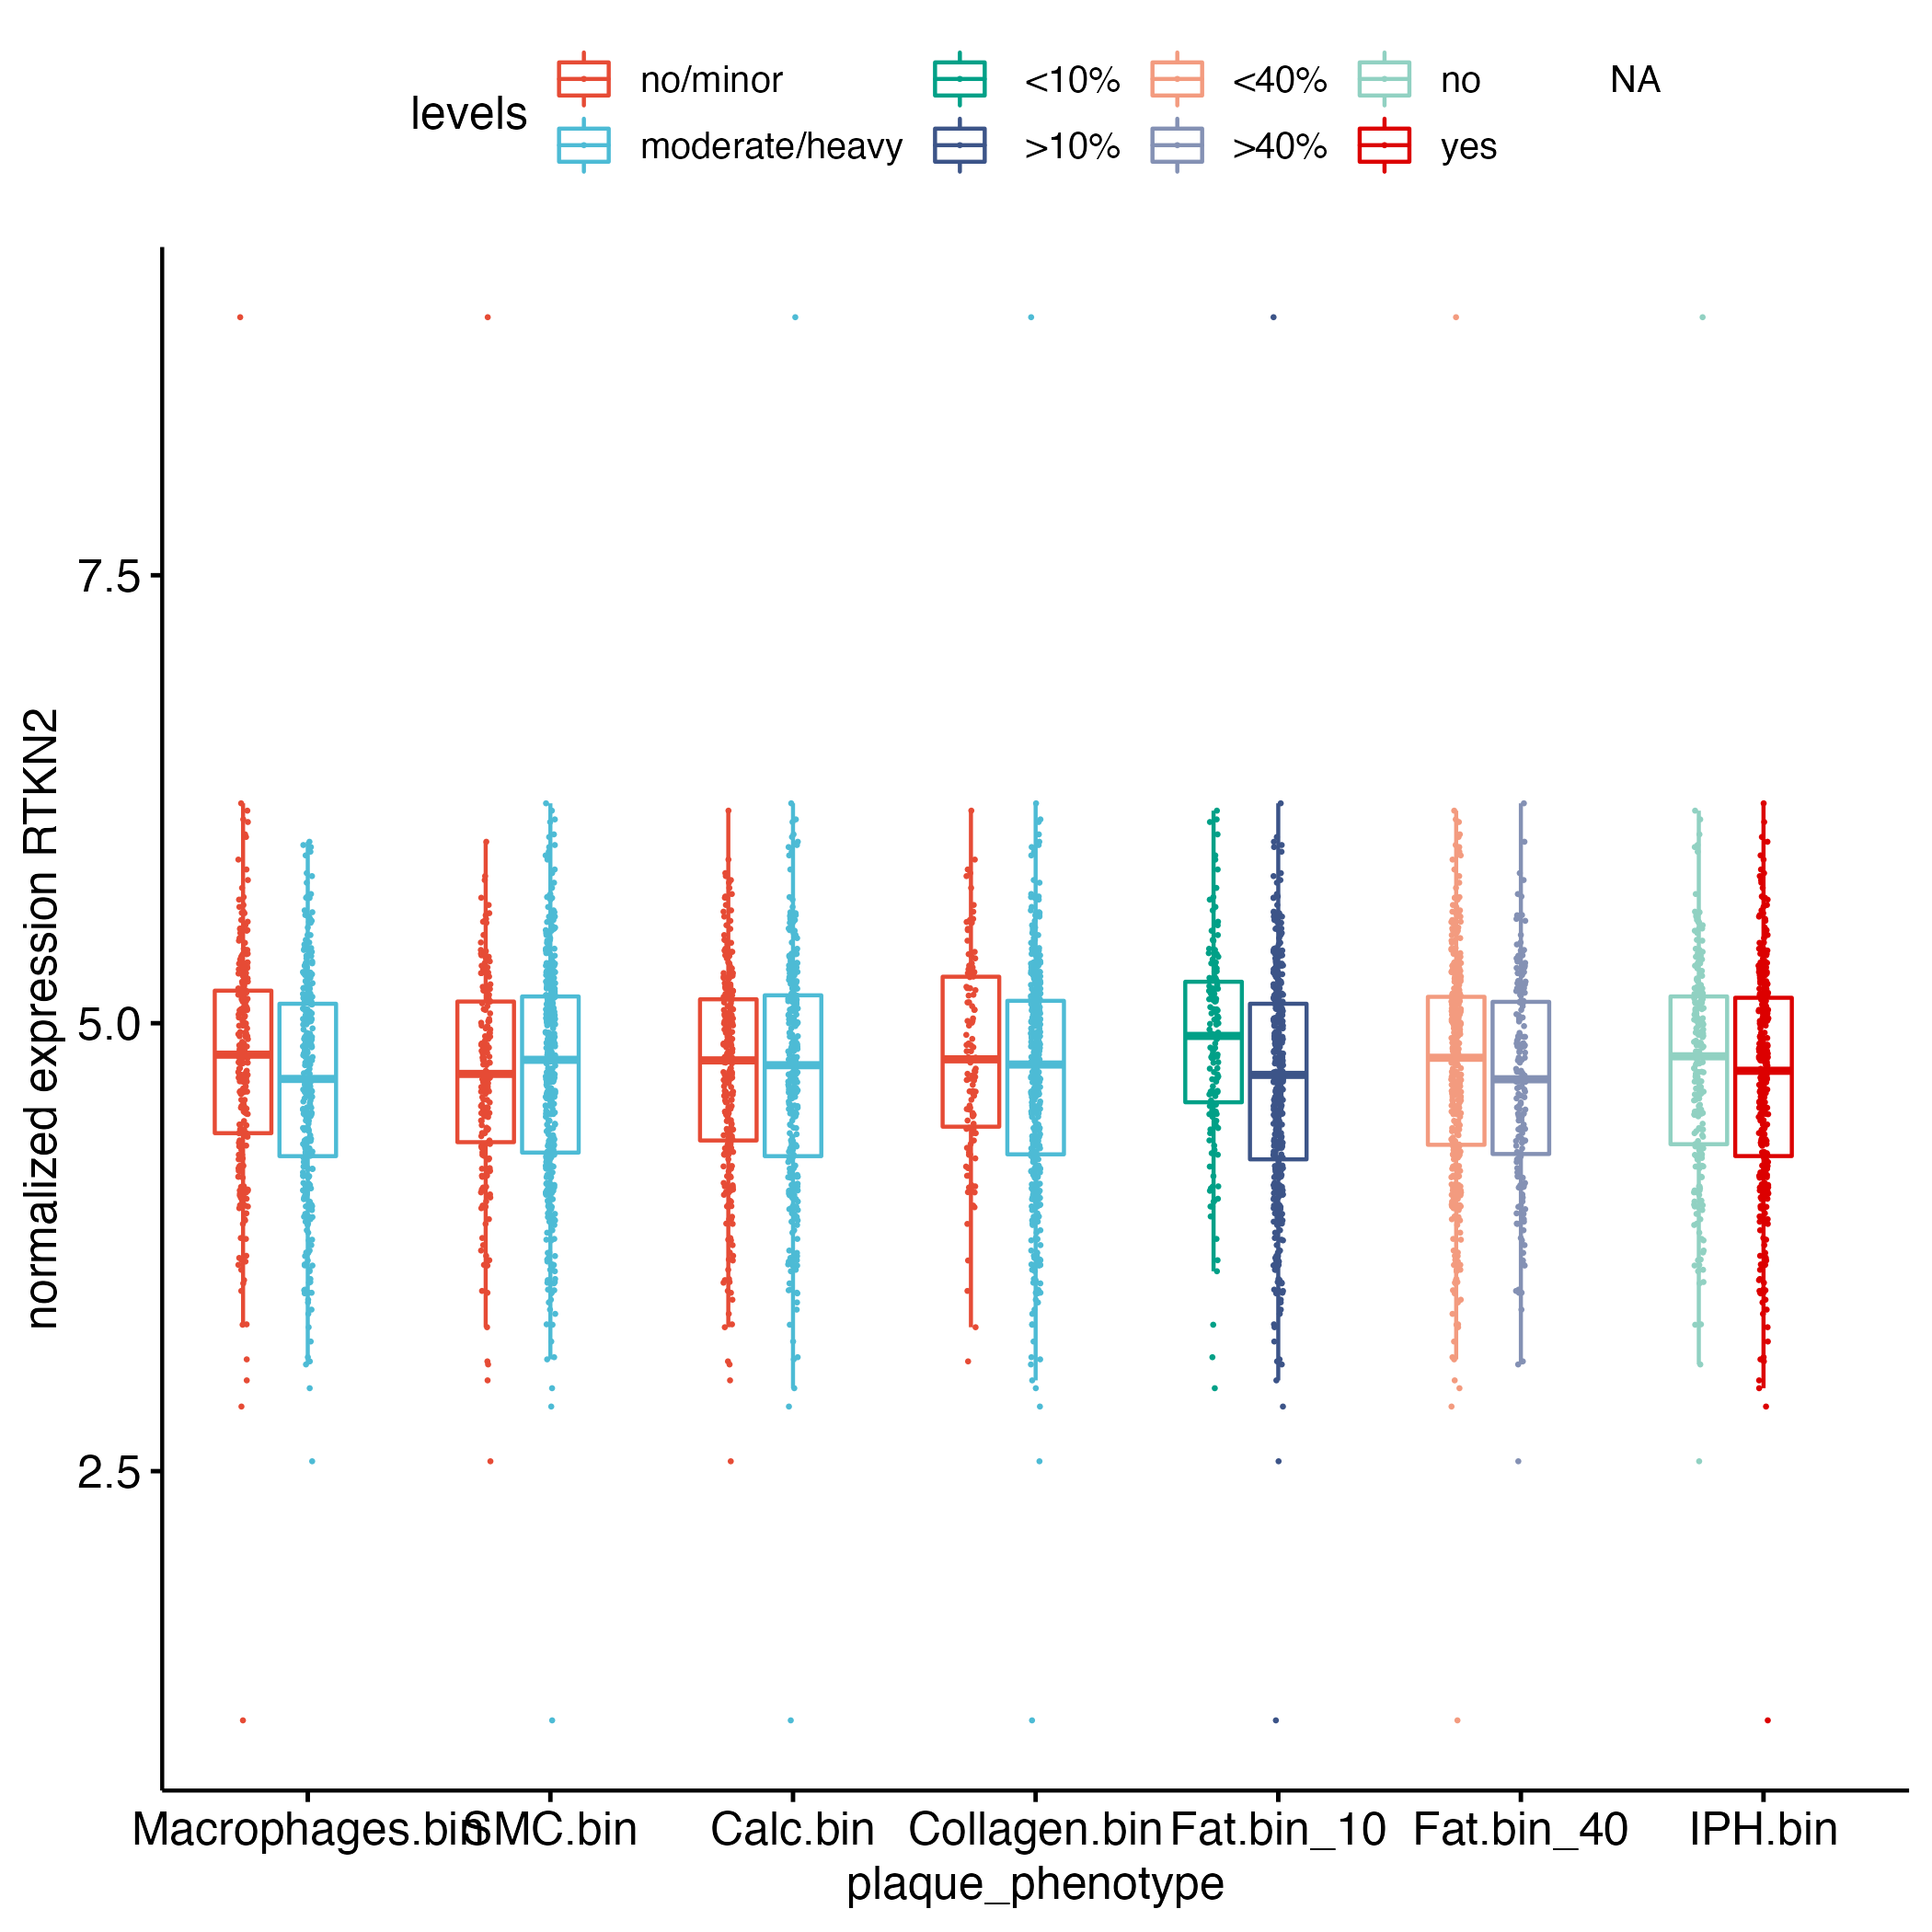 levels
no/minor <10% <40% no NA
moderate/heavy >10% >40% yes
normalized expression RTKN2
7.5
5.0
2.5
Macrophages.bin SMC.bin Calc.bin Collagen.bin Fat.bin_10 Fat.bin_40 IPH.bin
plaque_phenotype